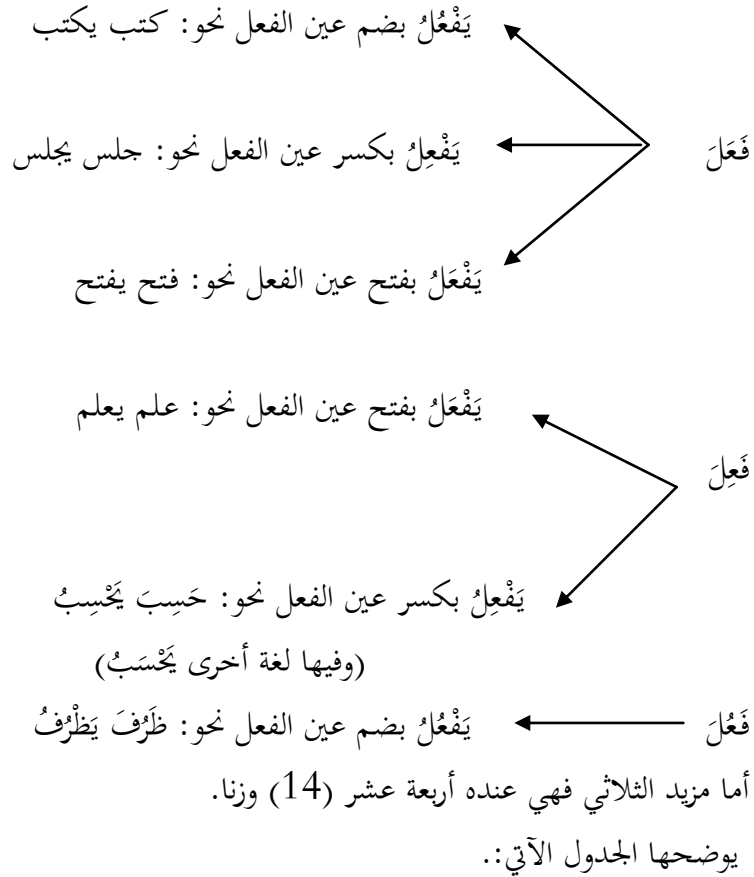 يَفْعُلُ بضم عين الفعل نحو: كتب يكتب
فَعَلَ يَفْعِلُ بكسر عين الفعل نحو: جلس يجلس
يَفْعَلُ بفتح عين الفعل نحو: فتح يفتح
يَفْعَلُ بفتح عين الفعل نحو: علم يعلم
فَعِلَ
يَفْعِلُ بكسر عين الفعل نحو: حَسِبَ يَحْسِبُ
(وفيها لغة أخرى يَحْسَبُ)
فَعُلَ يَفْعُلُ بضم عين الفعل نحو: ظَرُفَ يَظْرُفُ
أما مزيد الثلاثي فهي عنده أربعة عشر (14) وزنا.
يوضحها الجدول الآتي:.